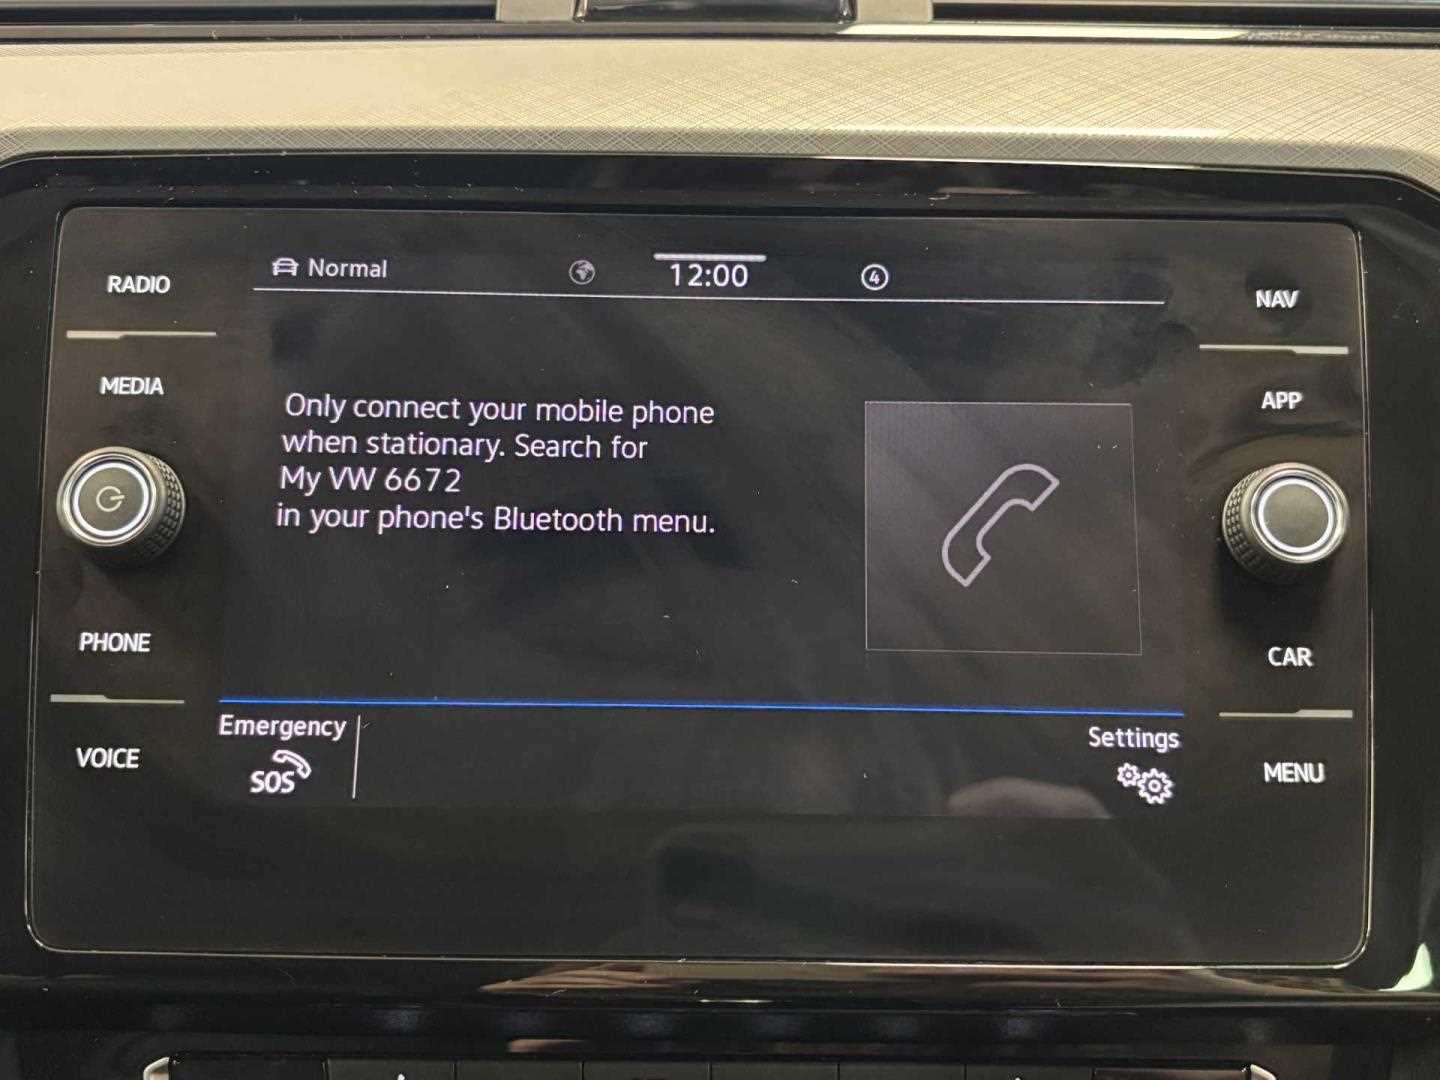 Normal
12:00
4
RADIO
NAV
MEDIA
APP
Only connect your mobile phone
when stationary. Search for
My VW 6672
in your phone's Bluetooth menu.
PHONE
CAR
Emergency
SOS
Settings
VOICE
MENU